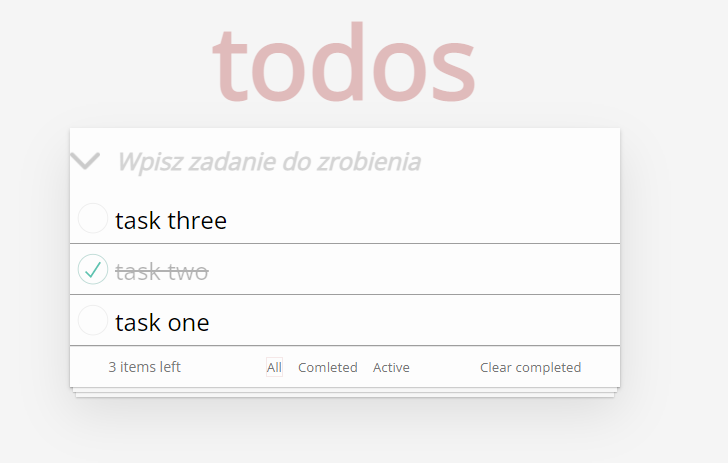 todos
Wpisz zadanie do zrobienia
task three
task two
task one
3 items left All Comleted Active Clear completed